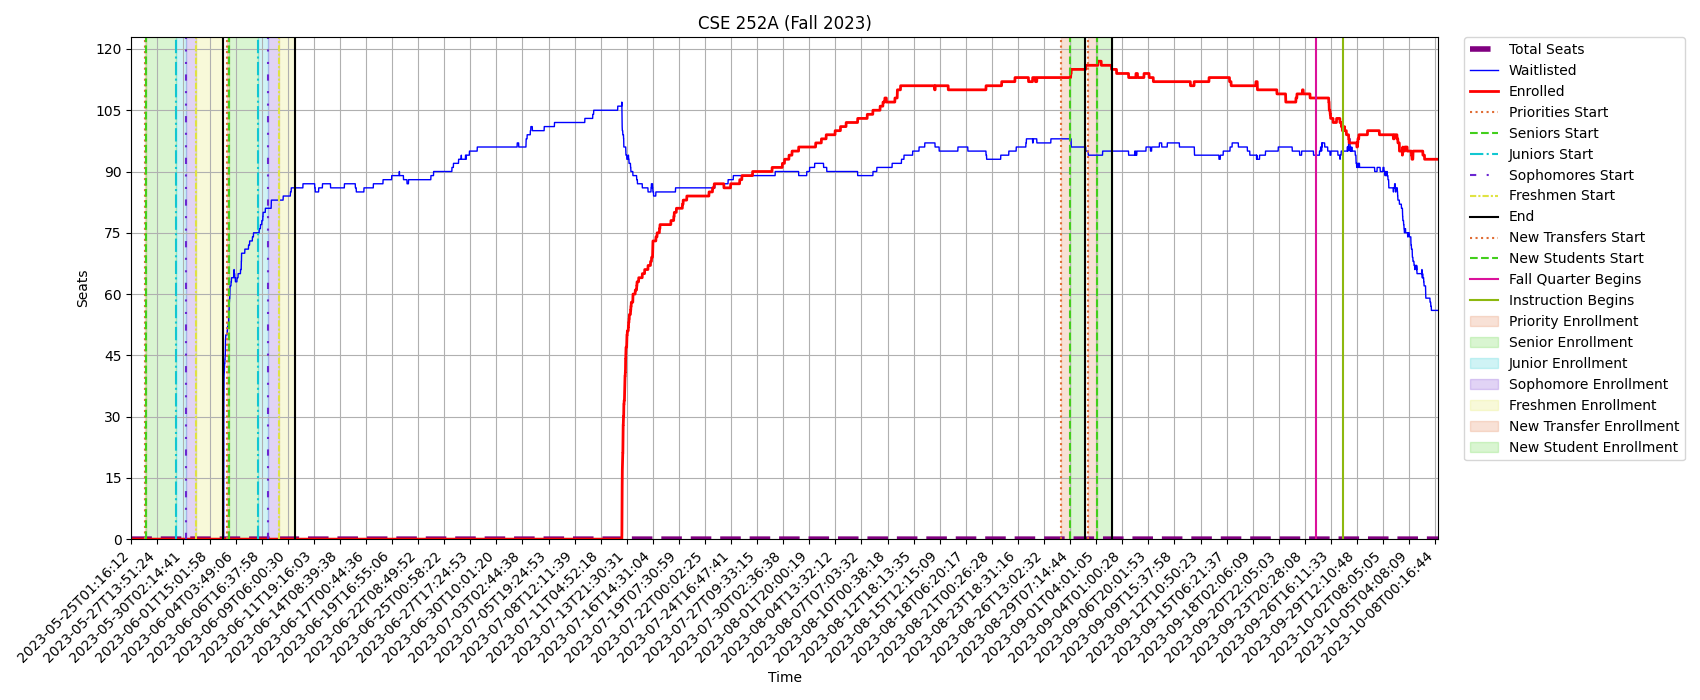 CSE 252A (Fall 2023)
Seats
120
105
90
75
60
45
30
15
0
2023-05-25T01:16:12
2023-05-27T13:51:24
2023-05-30T02:14:41
2023-06-01T15:01:58
2023-06-04T03:49:06
2023-06-06T16:37:58
2023-06-09T06:00:30
2023-06-11T19:16:03
2023-06-14T08:39:38
2023-06-17T00:44:36
2023-06-19T16:55:06
2023-06-22T08:49:52
2023-06-25T00:58:22
2023-06-27T17:24:53
2023-06-30T10:01:20
2023-07-03T02:44:38
2023-07-05T19:24:53
2023-07-08T12:11:39
2023-07-11T04:52:18
2023-07-13T21:30:31
2023-07-16T14:31:04
2023-07-19T07:30:59
2023-07-22T00:02:25
2023-07-24T16:47:41
2023-07-27T09:33:15
2023-07-30T02:36:38
2023-08-01T20:00:19
2023-08-04T13:32:12
2023-08-07T07:03:32
2023-08-10T00:38:18
2023-08-12T18:13:35
2023-08-15T12:15:09
2023-08-18T06:20:17
2023-08-21T00:26:28
2023-08-23T18:31:16
2023-08-26T13:02:32
2023-08-29T07:14:44
2023-09-01T04:01:05
2023-09-04T01:00:28
2023-09-06T20:01:53
2023-09-09T15:37:58
2023-09-12T10:50:23
2023-09-15T06:21:37
2023-09-18T02:06:09
2023-09-20T22:05:03
2023-09-23T20:28:08
2023-09-26T16:11:33
2023-09-29T12:10:48
2023-10-02T08:05:05
2023-10-05T04:08:09
2023-10-08T00:16:44
Time
Total Seats
Waitlisted
Enrolled
Priorities Start
Seniors Start
Juniors Start
Sophomores Start
Freshmen Start
End
New Transfers Start
New Students Start
Fall Quarter Begins
Instruction Begins
Priority Enrollment
Senior Enrollment
Junior Enrollment
Sophomore Enrollment
Freshmen Enrollment
New Transfer Enrollment
New Student Enrollment